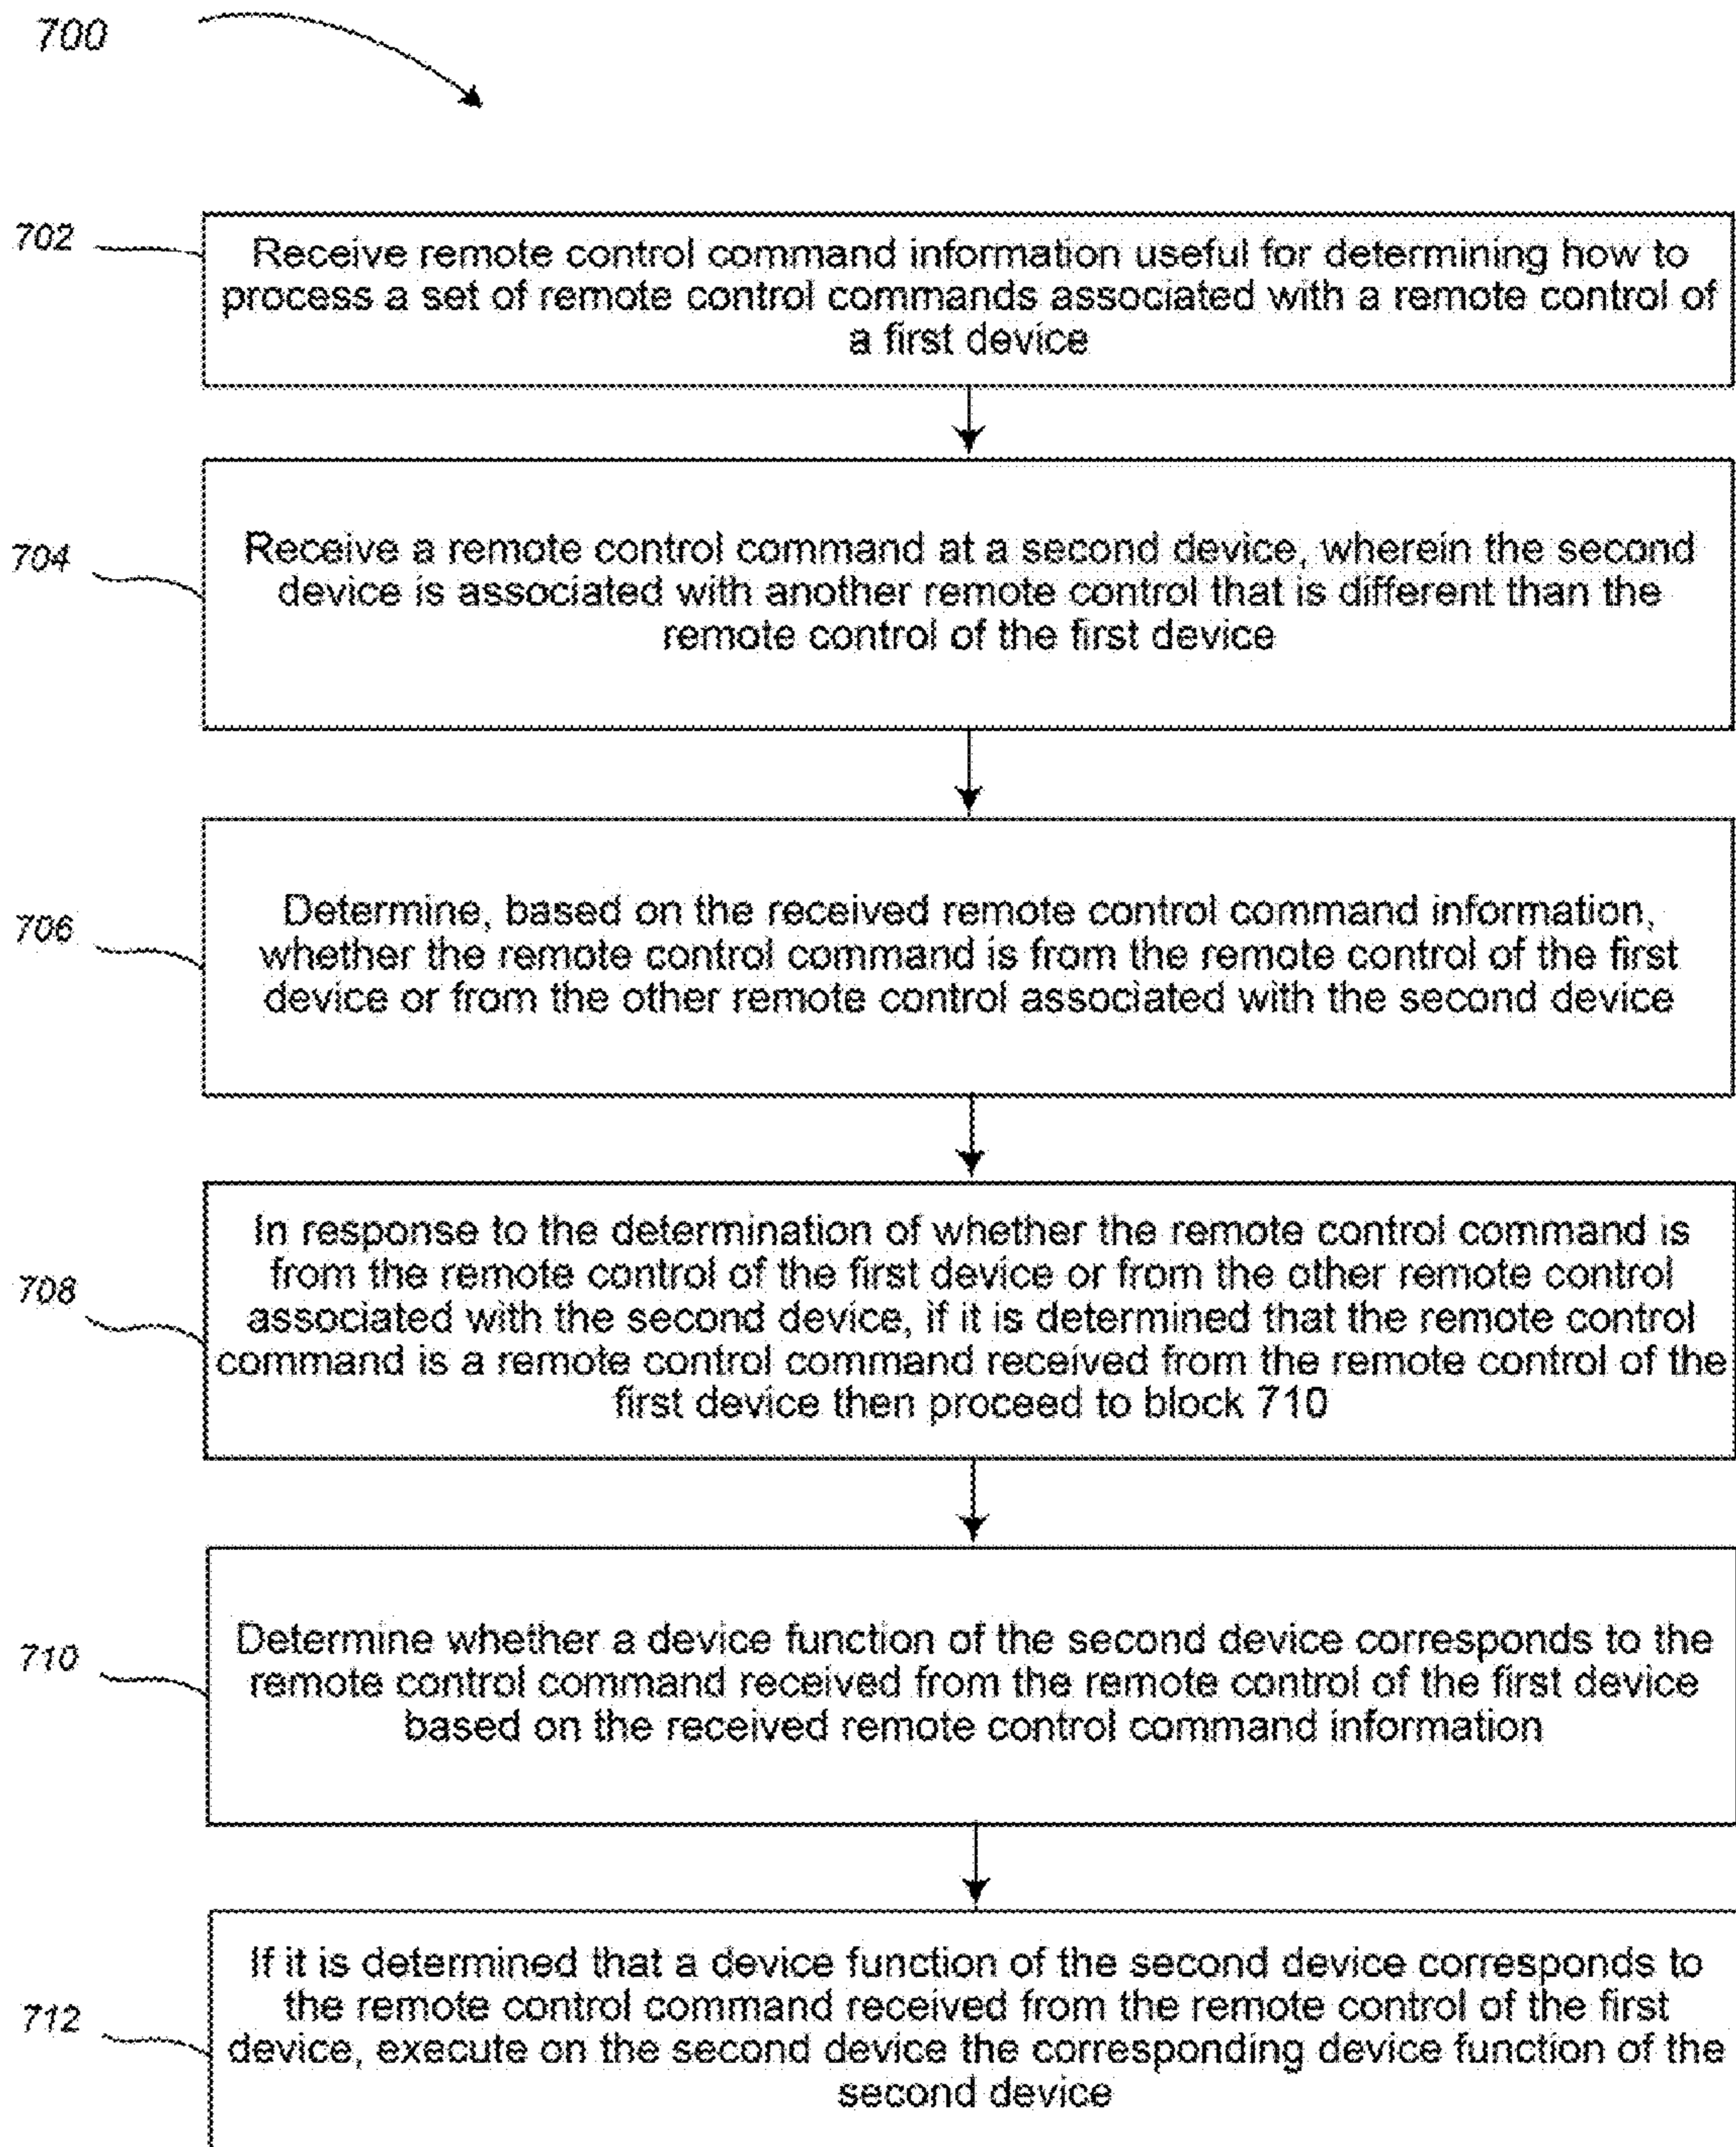 700
702
Receive remote control command information useful for determining how to
process a set of remote control commands associated with a remote control of
a first device
704
Receive a remote control command at a second device, wherein the second
device is associated with another remote control that is different than the
remote control of the first device
706
Determine, based on the received remote control command information,
whether the remote control command is from the remote control of the first
device or from the other remote control associated with the second device
708
In response to the determination of whether the remote control command is
from the remote control of the first device or from the other remote control
associated with the second device, if it is determined that the remote control
command is a remote control command received from the remote control of the
first device then proceed to block 710
710
Determine whether a device function of the second device corresponds to the
remote control command received from the remote control of the first device
based on the received remote control command information
712
If it is determined that a device function of the second device corresponds to
the remote control command received from the remote control of the first
device, execute on the second device the corresponding device function of the
second device